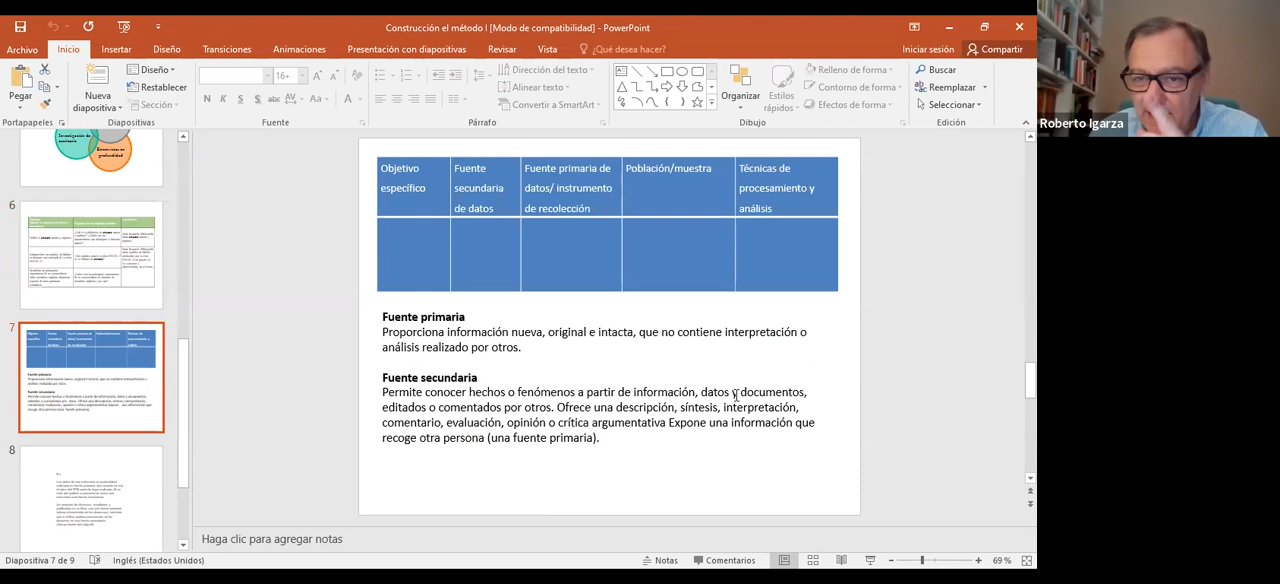 Construcción el método I [Modo de compatibilidad] - PowerPoint
Archivo Inicio Insertar Diseño Transiciones Animaciones Presentación con diapositivas Revisar Vista ¿Qué desea hacer? Iniciar sesión Compartir
Pegar
Nueva
diapositiva
Diseño
Restablecer
Sección
16+
N K S S abc AV Aa A
Dirección del texto
Alinear texto
Convertir a SmartArt
Organizar
Estilos
rápidos
Relleno de forma
Contorno de forma
Efectos de forma
Buscar
Reemplazar
Seleccionar
Portapapeles Diapositivas Fuente Párrafo Dibujo Edición
Roberto Igarza
6
7
8
Objetivo
específico
Fuente
secundaria
de datos
Fuente primaria de
datos/ instrumento
de recolección
Población/muestra
Técnicas de
procesamiento y
análisis
Fuente primaria
Proporciona información nueva, original e intacta, que no contiene interpretación o
análisis realizado por otros.
Fuente secundaria
Permite conocer hechos o fenómenos a partir de información, datos y documentos,
editados o comentados por otros. Ofrece una descripción, síntesis, interpretación,
comentario, evaluación, opinión o crítica argumentativa Expone una información que
recoge otra persona (una fuente primaria).
Haga clic para agregar notas
Diapositiva 7 de 9 Inglés (Estados Unidos) Notas Comentarios 69 %